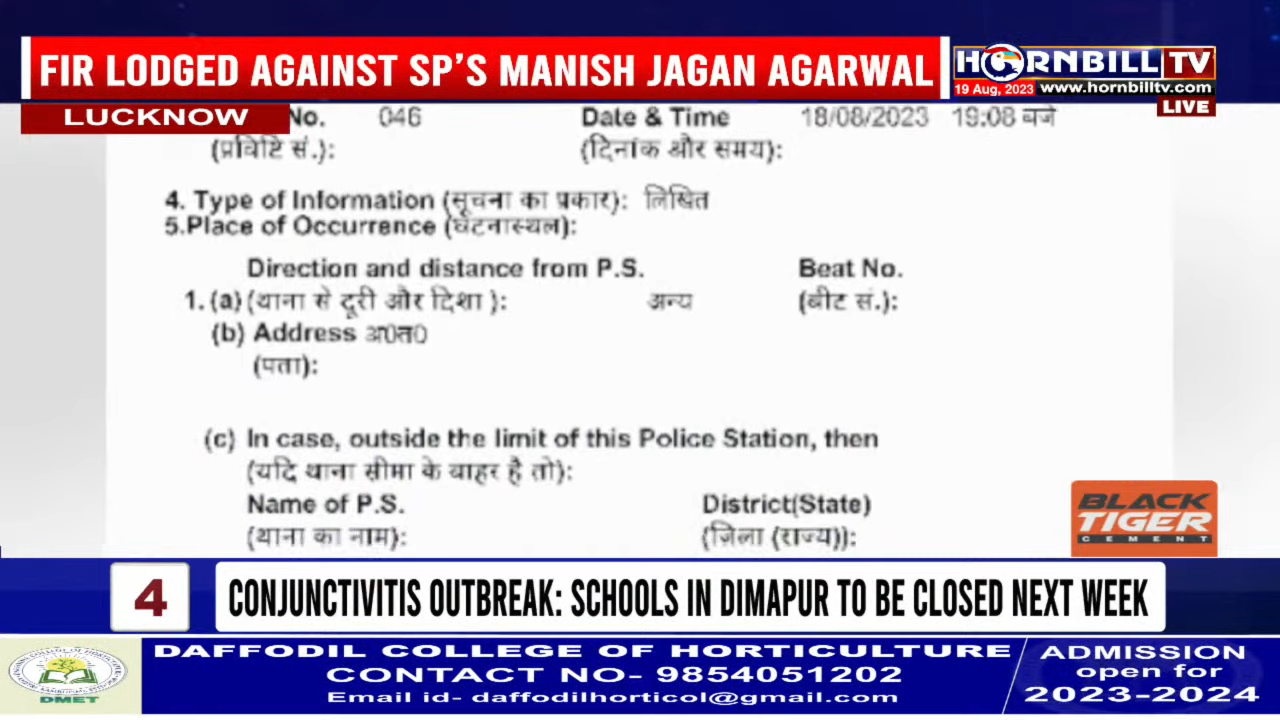 FIR LODGED AGAINST SP'S MANISH JAGAN AGARWAL
HORNBILL TV
19 Aug, 2023 www.hornbilltv.com
LIVE
LUCKNOW
No. 046 Date & Time 18/08/2023 19:08 बजे
(प्रविष्टि सं.): (दिनांक और समय):
4. Type of Information (सूचना का प्रकार): लिखित
5.Place of Occurrence (घटनास्थल):
Direction and distance from P.S. Beat No.
1. (a) (थाना से दूरी और दिशा ): अन्य (बीट सं.):
(b) Address अ0त0
(पता):
(c) In case, outside the limit of this Police Station, then
(यदि थाना सीमा के बाहर है तो):
Name of P.S. District(State)
(थाना का नाम): (ज़िला (राज्य)):
BLACK
TIGER
CEMENT
4 CONJUNCTIVITIS OUTBREAK: SCHOOLS IN DIMAPUR TO BE CLOSED NEXT WEEK
DMET
DAFFODIL COLLEGE OF HORTICULTURE
CONTACT NO- 9854051202
Email id- daffodilhorticol@gmail.com
ADMISSION
open for
2023-2024